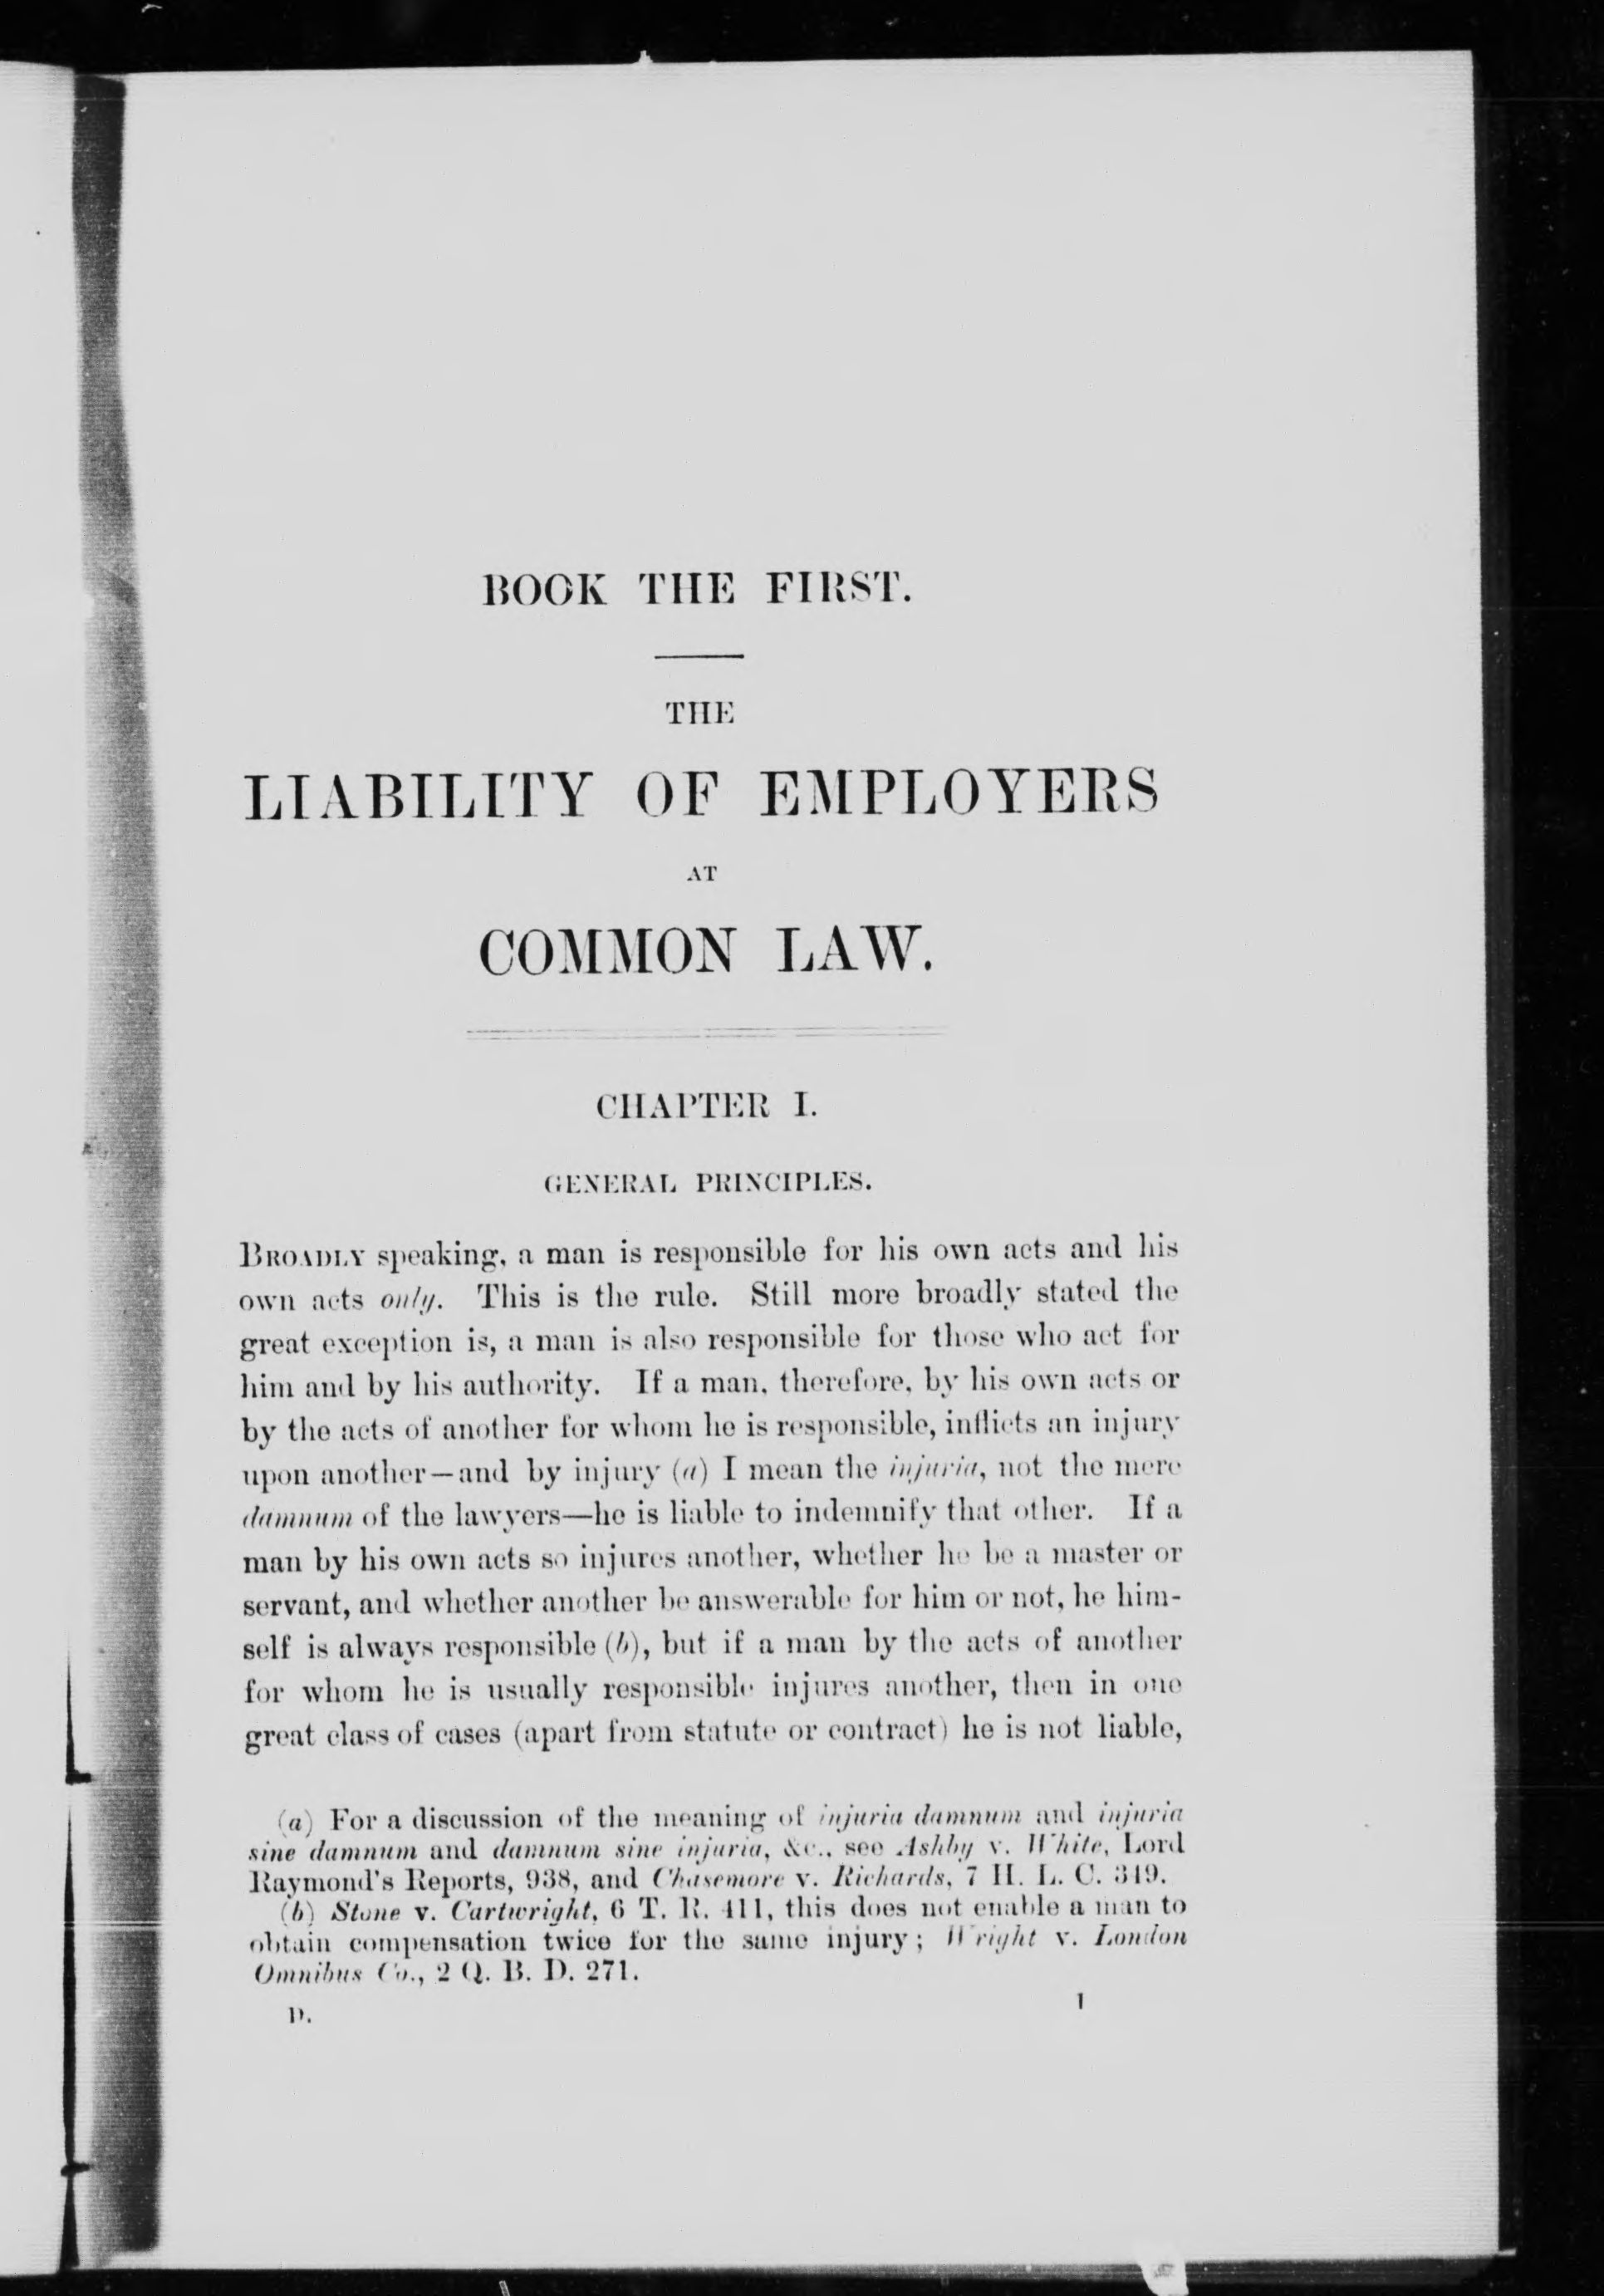 BOOK THE FIRST.
THE
LIABILITY OF EMPLOYERS
AT
COMMON LAW.
CHAPTER I.
GENERAL PRINCIPLES.
BROADLY speaking, a man is responsible for his own acts and his
own acts only. This is the rule. Still more broadly stated the
great exception is, a man is also responsible for those who act for
him and by his authority. If a man, therefore, by his own acts or
by the acts of another for whom he is responsible, inflicts an injury
upon another—and by injury (a) I mean the injuria, not the mere
damnum of the lawyers—he is liable to indemnify that other. If a
man by his own acts so injures another, whether he be a master or
servant, and whether another be answerable for him or not, he him-
self is always responsible (b), but if a man by the acts of another
for whom he is usually responsible injures another, then in one
great class of cases (apart from statute or contract) he is not liable,
(a) For a discussion of the meaning of injuria damnum and injuria
sine damnum and damnum sine injuria, &c., see Ashby v. White, Lord
Raymond's Reports, 938, and Chasemore v. Richards, 7 H. L. C. 349.
(b) Stone v. Cartwright, 6 T. R. 411, this does not enable a man to
obtain compensation twice for the same injury; Wright v. London
Omnibus Co., 2 Q. B. D. 271.
D. 1